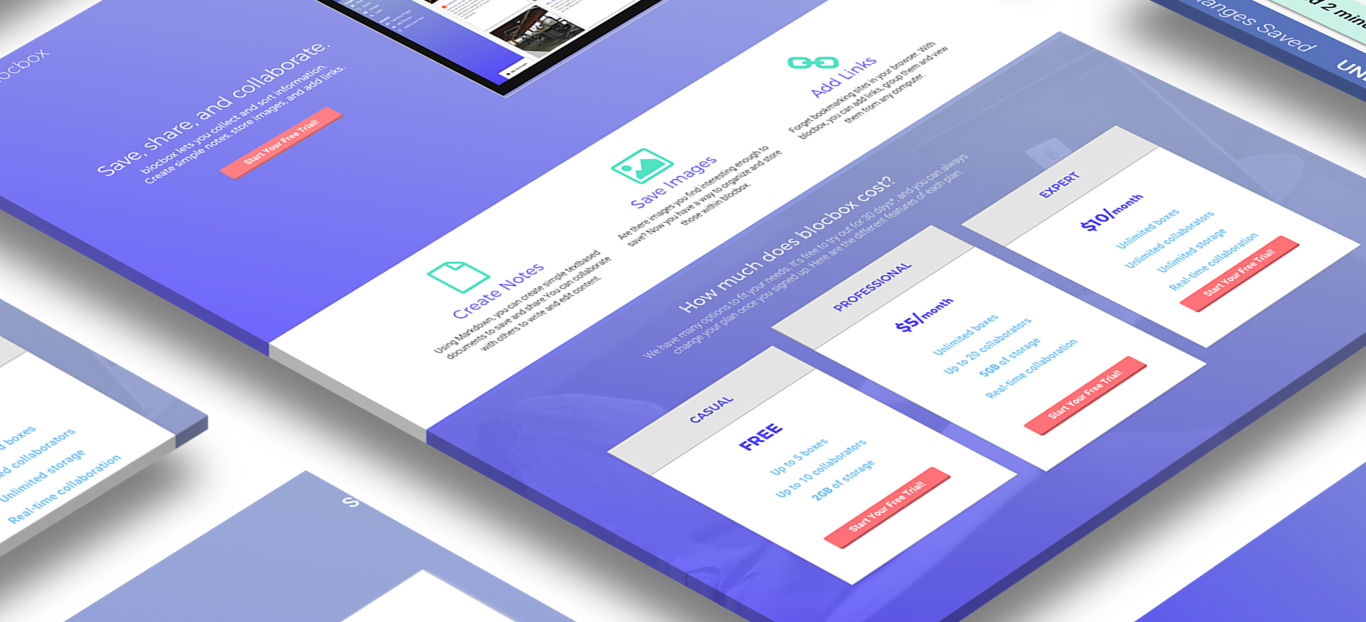 Save, share, and collaborate.
blocbox lets you collect and sort information.
Create simple notes, store images, and add links.
Start Your Free Trial!
Create Notes
Using Markdown, you can create simple textbased
documents to save and share. You can collaborate
with others to write and edit content.
Save Images
Are there images you find interesting enough to
save? Now you have a way to organize and store
those within blocbox.
Add Links
Forget bookmarking sites in your browser. With
blocbox, you can add links, group them and view
them from any computer.
How much does blocbox cost?
We have many options to fit your needs. It's free to try out for 30 days*, and you can always
change your plan once you signed up. Here are the different features of each plan:
CASUAL
FREE
Up to 5 boxes
Up to 10 collaborators
2GB of storage
Start Your Free Trial!
PROFESSIONAL
$5/month
Unlimited boxes
Up to 20 collaborators
5GB of storage
Real-time collaboration
Start Your Free Trial!
EXPERT
$10/month
Unlimited boxes
Unlimited collaborators
Unlimited storage
Real-time collaboration
Start Your Free Trial!
boxes
collaborators
Unlimited storage
Real-time collaboration
S
Saved
2